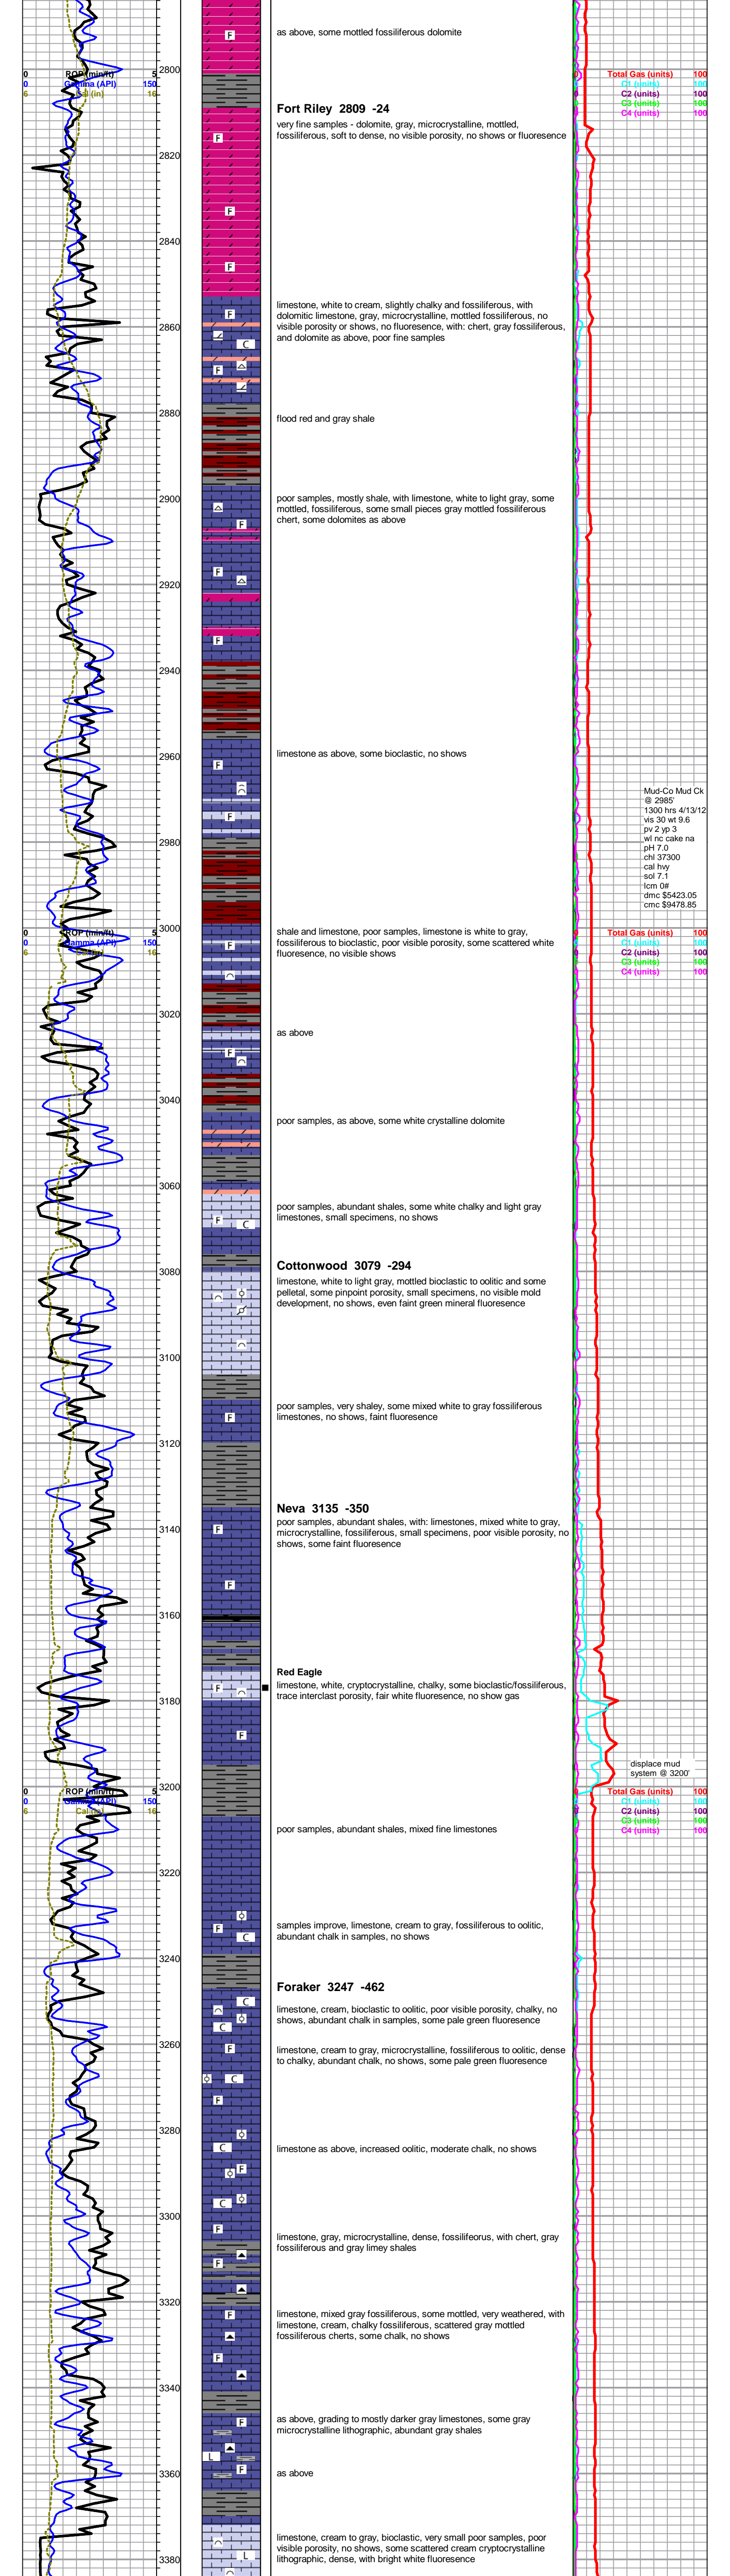 as above, some mottled fossiliferous dolomite
2800
0 ROP (min/ft) 5
0 Gamma (API) 150
6 Cal (in) 16
0 Total Gas (units) 100
C1 (units) 100
C2 (units) 100
C3 (units) 100
C4 (units) 100
F
Fort Riley 2809 -24
very fine samples - dolomite, gray, microcrystalline, mottled,
fossiliferous, soft to dense, no visible porosity, no shows or fluoresence
F
2820
F
2840
F
limestone, white to cream, slightly chalky and fossiliferous, with
dolomitic limestone, gray, microcrystalline, mottled fossiliferous, no
visible porosity or shows, no fluoresence, with: chert, gray fossiliferous,
and dolomite as above, poor fine samples
F
2860
C
F
2880
flood red and gray shale
2900
poor samples, mostly shale, with limestone, white to light gray, some
mottled, fossiliferous, some small pieces gray mottled fossiliferous
chert, some dolomites as above
F
F
2920
F
2940
limestone as above, some bioclastic, no shows
2960
F
F
Mud-Co Mud Ck
@ 2985'
1300 hrs 4/13/12
vis 30 wt 9.6
pv 2 yp 3
wl nc cake na
pH 7.0
chl 37300
cal hvy
sol 7.1
lcm 0#
dmc $5423.05
cmc $9478.85
2980
3000
0 ROP (min/ft) 5
0 Gamma (API) 150
6 16
0 Total Gas (units) 100
C1 (units) 100
C2 (units) 100
C3 (units) 100
C4 (units) 100
shale and limestone, poor samples, limestone is white to gray,
fossiliferous to bioclastic, poor visible porosity, some scattered white
fluoresence, no visible shows
F
3020
as above
F
3040
poor samples, as above, some white crystalline dolomite
3060
poor samples, abundant shales, some white chalky and light gray
limestones, small specimens, no shows
F
C
Cottonwood 3079 -294
3080
limestone, white to light gray, mottled bioclastic to oolitic and some
pelletal, some pinpoint porosity, small specimens, no visible mold
development, no shows, even faint green mineral fluoresence
3100
poor samples, very shaley, some mixed white to gray fossiliferous
limestones, no shows, faint fluoresence
F
3120
Neva 3135 -350
poor samples, abundant shales, with: limestones, mixed white to gray,
microcrystalline, fossiliferous, small specimens, poor visible porosity, no
shows, some faint fluoresence
3140
F
F
3160
Red Eagle
limestone, white, cryptocrystalline, chalky, some bioclastic/fossiliferous,
trace interclast porosity, fair white fluoresence, no show gas
F
3180
F
displace mud
system @ 3200'
3200
0 ROP (min/ft) 5
0 Gamma (API) 150
6 Cal (in) 16
0 Total Gas (units) 100
C1 (units) 100
C2 (units) 100
C3 (units) 100
C4 (units) 100
poor samples, abundant shales, mixed fine limestones
3220
samples improve, limestone, cream to gray, fossiliferous to oolitic,
abundant chalk in samples, no shows
F
C
3240
Foraker 3247 -462
C
limestone, cream, bioclastic to oolitic, poor visible porosity, chalky, no
shows, abundant chalk in samples, some pale green fluoresence
C
3260
F
limestone, cream to gray, microcrystalline, fossiliferous to oolitic, dense
to chalky, abundant chalk, no shows, some pale green fluoresence
C
F
3280
limestone as above, increased oolitic, moderate chalk, no shows
C
F
C
3300
F
limestone, gray, microcrystalline, dense, fossilifeorus, with chert, gray
fossiliferous and gray limey shales
F
3320
limestone, mixed gray fossiliferous, some mottled, very weathered, with
limestone, cream, chalky fossiliferous, scattered gray mottled
fossiliferous cherts, some chalk, no shows
F
F
3340
as above, grading to mostly darker gray limestones, some gray
microcrystalline lithographic, abundant gray shales
F
L
F
3360
as above
limestone, cream to gray, bioclastic, very small poor samples, poor
visible porosity, no shows, some scattered cream cryptocrystalline
lithographic, dense, with bright white fluoresence
L
3380